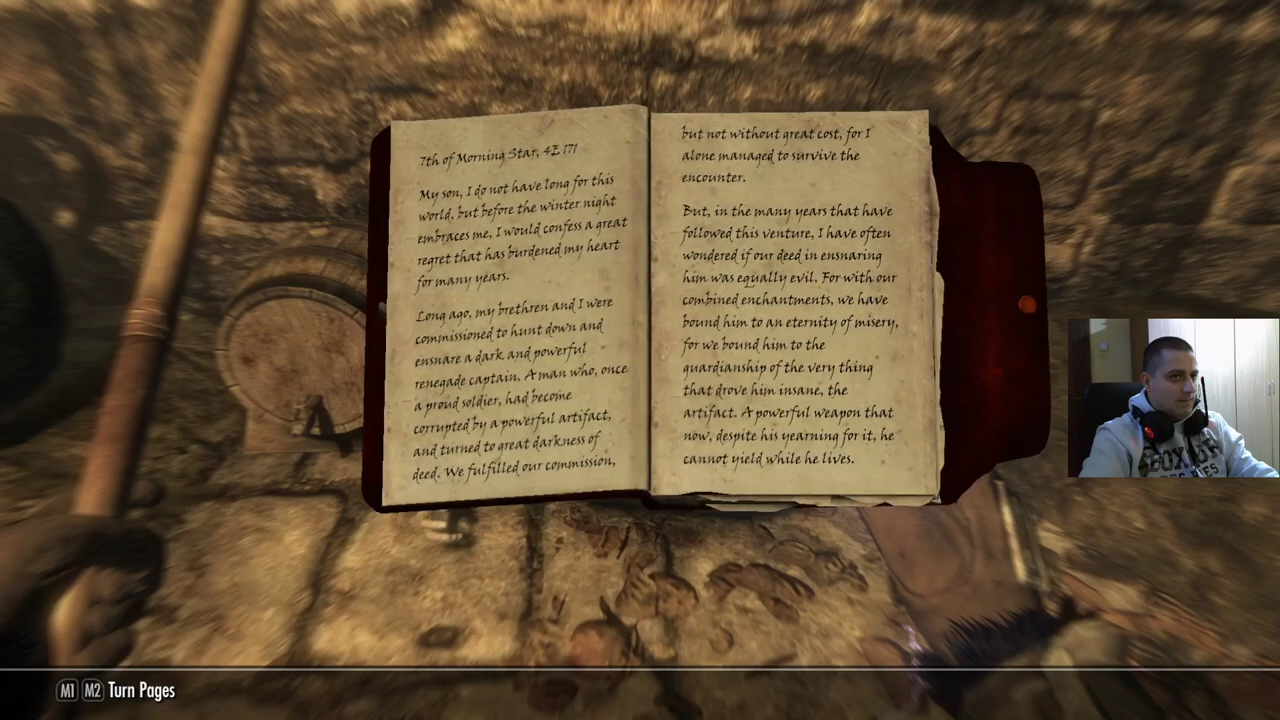 7th of Morning Star, 4E 171
My son, I do not have long for this
world, but before the winter night
embraces me, I would confess a great
regret that has burdened my heart
for many years.
Long ago, my brethren and I were
commissioned to hunt down and
ensnare a dark and powerful
renegade captain. A man who, once
a proud soldier, had become
corrupted by a powerful artifact,
and turned to great darkness of
deed. We fulfilled our commission,
but not without great cost, for I
alone managed to survive the
encounter.
But, in the many years that have
followed this venture, I have often
wondered if our deed in ensnaring
him was equally evil. For with our
combined enchantments, we have
bound him to an eternity of misery,
for we bound him to the
guardianship of the very thing
that drove him insane, the
artifact. A powerful weapon that
now, despite his yearning for it, he
cannot yield while he lives.
M1 M2 Turn Pages